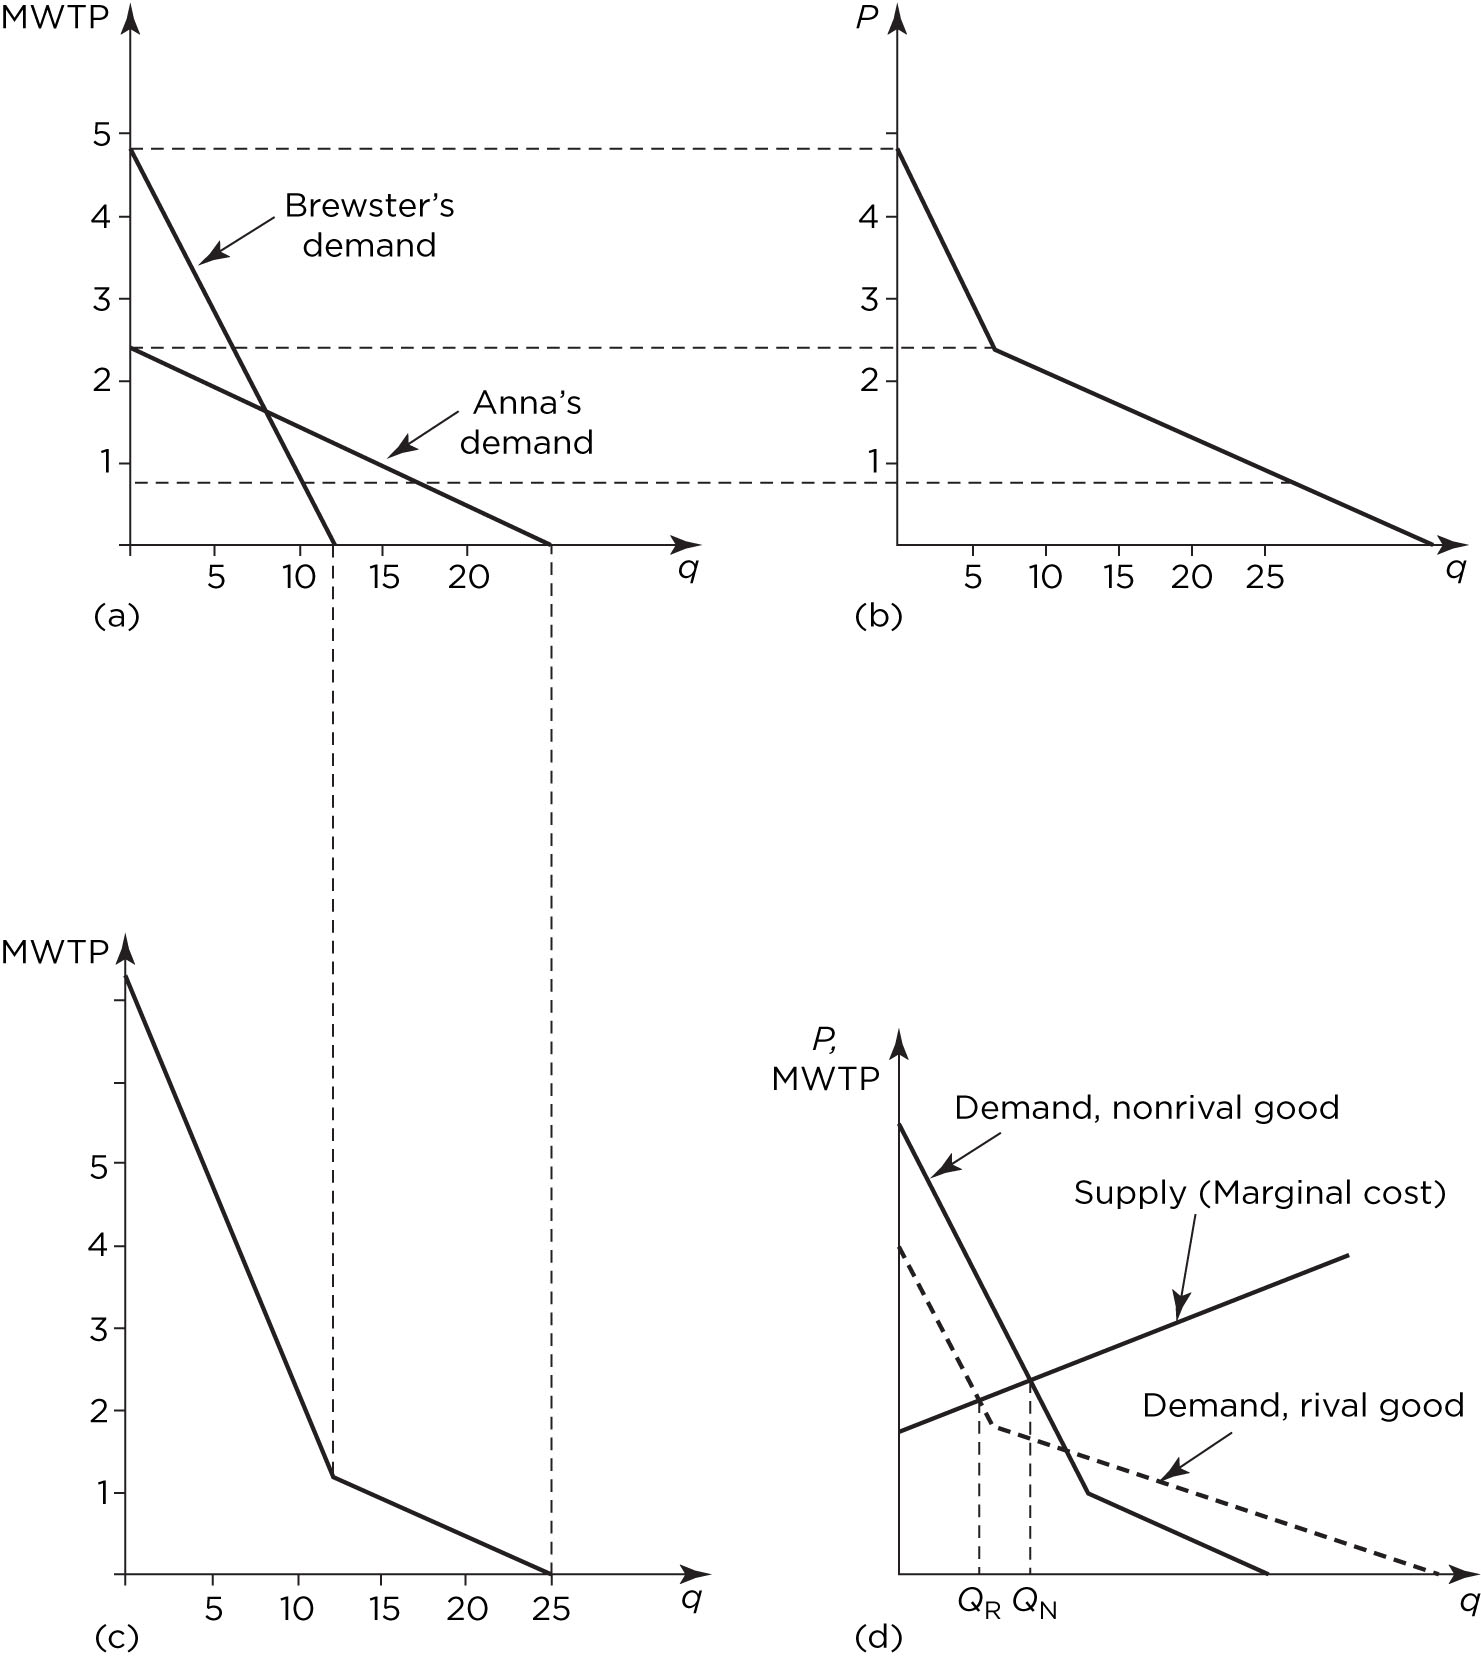 MWTP
5
4
3
2
1
Brewster’s
demand
Anna’s
demand
5 10 15 20
q
(a)
P
4
3
2
1
5 10 15 20 25
q
(b)
MWTP
5
4
3
2
1
5 10 15 20 25
q
(c)
P,
MWTP
Demand, nonrival good
Supply (Marginal cost)
Demand, rival good
QR QN
q
(d)